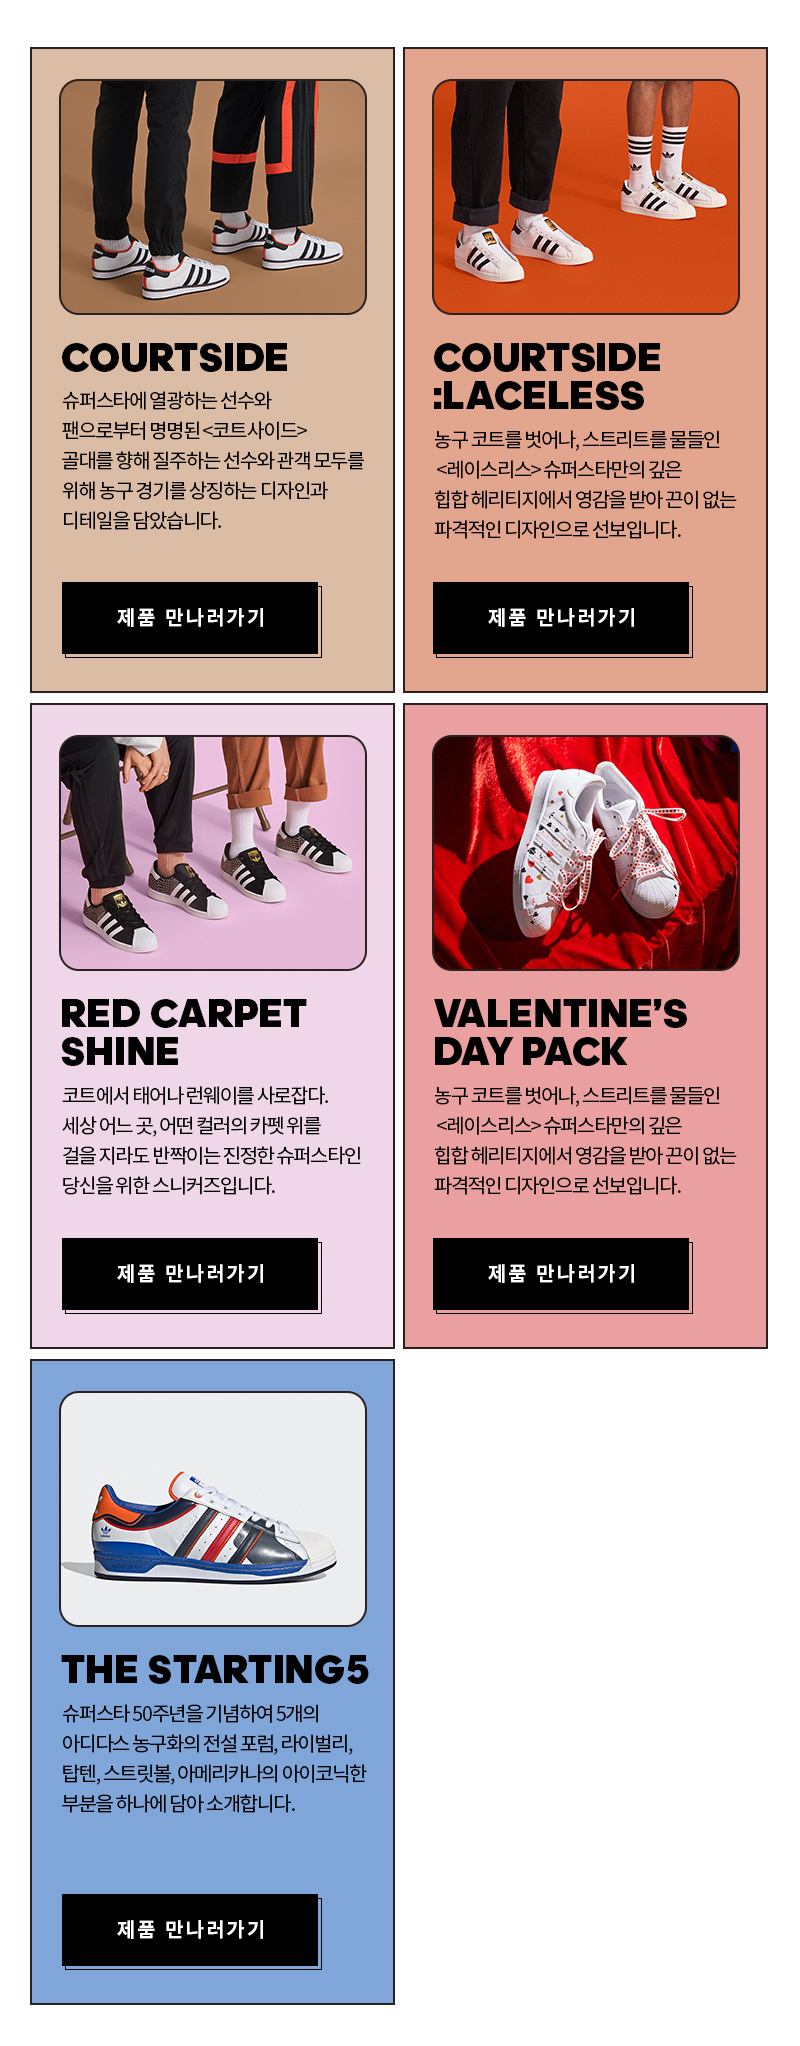 COURTSIDE
슈퍼스타에 열광하는 선수와
팬으로부터 명명된 <코트사이드>
골대를 향해 질주하는 선수와 관객 모두를
위해 농구 경기를 상징하는 디자인과
디테일을 담았습니다.
제품 만나러가기
COURTSIDE
:LACELESS
농구 코트를 벗어나, 스트리트를 물들인
<레이스리스> 슈퍼스타만의 깊은
힙합 헤리티지에서 영감을 받아 끈이 없는
파격적인 디자인으로 선보입니다.
제품 만나러가기
RED CARPET
SHINE
코트에서 태어나 런웨이를 사로잡다.
세상 어느 곳, 어떤 컬러의 카펫 위를
걸을 지라도 반짝이는 진정한 슈퍼스타인
당신을 위한 스니커즈입니다.
제품 만나러가기
VALENTINE’S
DAY PACK
농구 코트를 벗어나, 스트리트를 물들인
<레이스리스> 슈퍼스타만의 깊은
힙합 헤리티지에서 영감을 받아 끈이 없는
파격적인 디자인으로 선보입니다.
제품 만나러가기
THE STARTING5
슈퍼스타 50주년을 기념하여 5개의
아디다스 농구화의 전설 포럼, 라이벌리,
탑텐, 스트릿볼, 아메리카나의 아이코닉한
부분을 하나에 담아 소개합니다.
제품 만나러가기